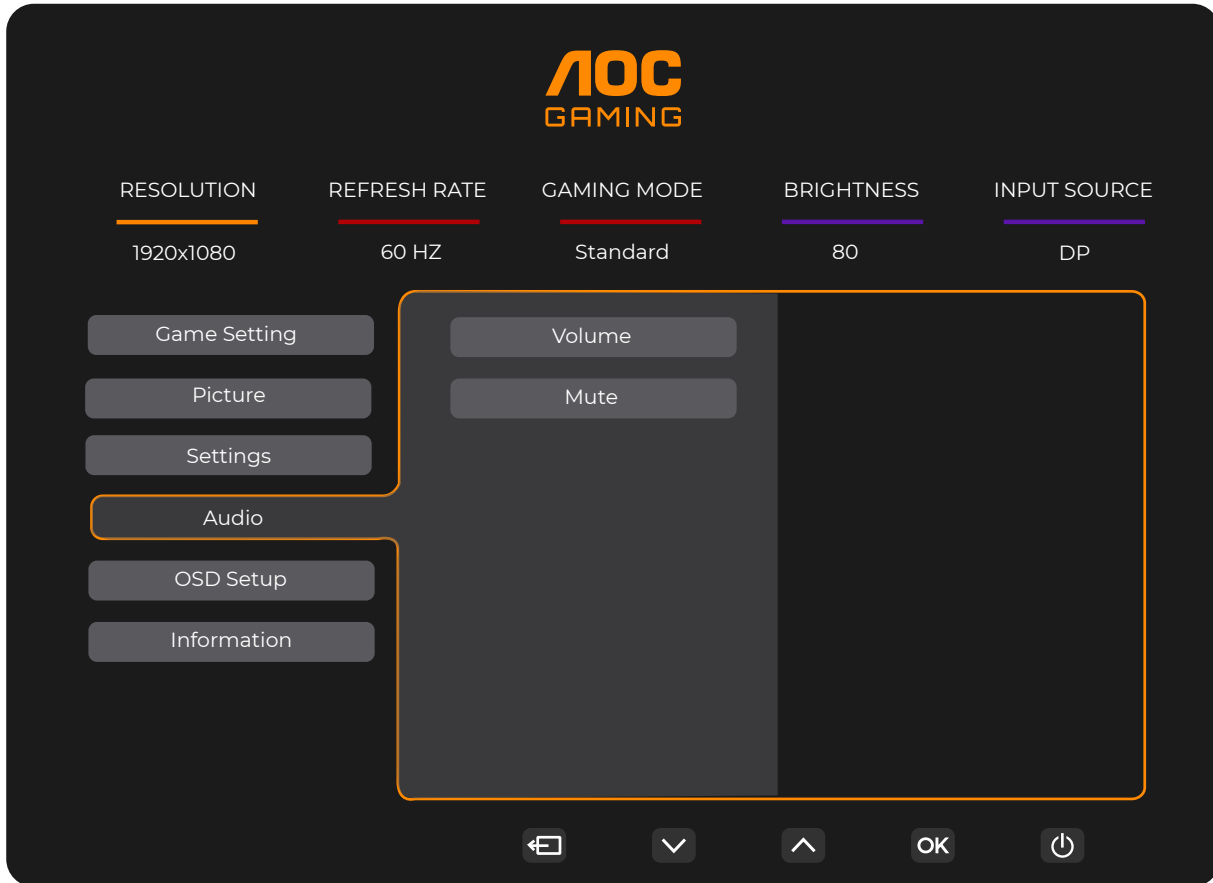 AOC
GAMING
RESOLUTION REFRESH RATE GAMING MODE BRIGHTNESS INPUT SOURCE
1920x1080 60 HZ Standard 80 DP
Game Setting Volume
Picture Mute
Settings
Audio
OSD Setup
Information
OK